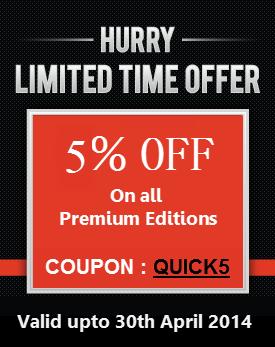 HURRY
LIMITED TIME OFFER
5% OFF
On all
Premium Editions
COUPON : QUICK5
Valid upto 30th April 2014